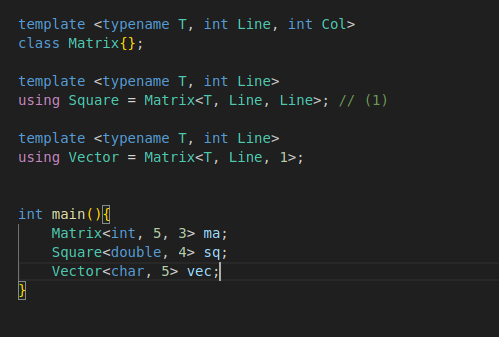 template <typename T, int Line, int Col>
class Matrix{};
template <typename T, int Line>
using Square = Matrix<T, Line, Line>; // (1)
template <typename T, int Line>
using Vector = Matrix<T, Line, 1>;
int main(){
    Matrix<int, 5, 3> ma;
    Square<double, 4> sq;
    Vector<char, 5> vec;
}